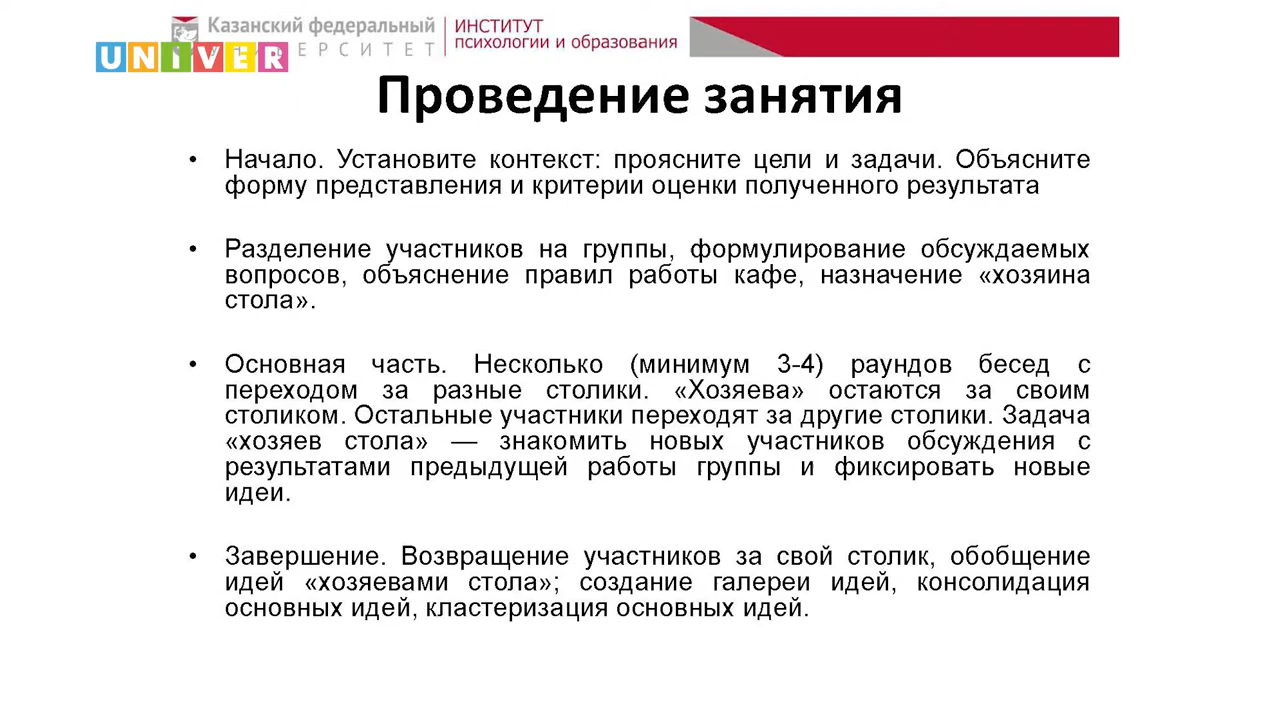 Казанский федеральный
ЕРСИТЕТ
ИНСТИТУТ
психологии и образования
UNIVER
Проведение занятия
• Начало. Установите контекст: проясните цели и задачи. Объясните
форму представления и критерии оценки полученного результата
• Разделение участников на группы, формулирование обсуждаемых
вопросов, объяснение правил работы кафе, назначение «хозяина
стола».
• Основная часть. Несколько (минимум 3-4) раундов бесед с
переходом за разные столики. «Хозяева» остаются за своим
столиком. Остальные участники переходят за другие столики. Задача
«хозяев стола» — знакомить новых участников обсуждения с
результатами предыдущей работы группы и фиксировать новые
идеи.
• Завершение. Возвращение участников за свой столик, обобщение
идей «хозяевами стола»; создание галереи идей, консолидация
основных идей, кластеризация основных идей.